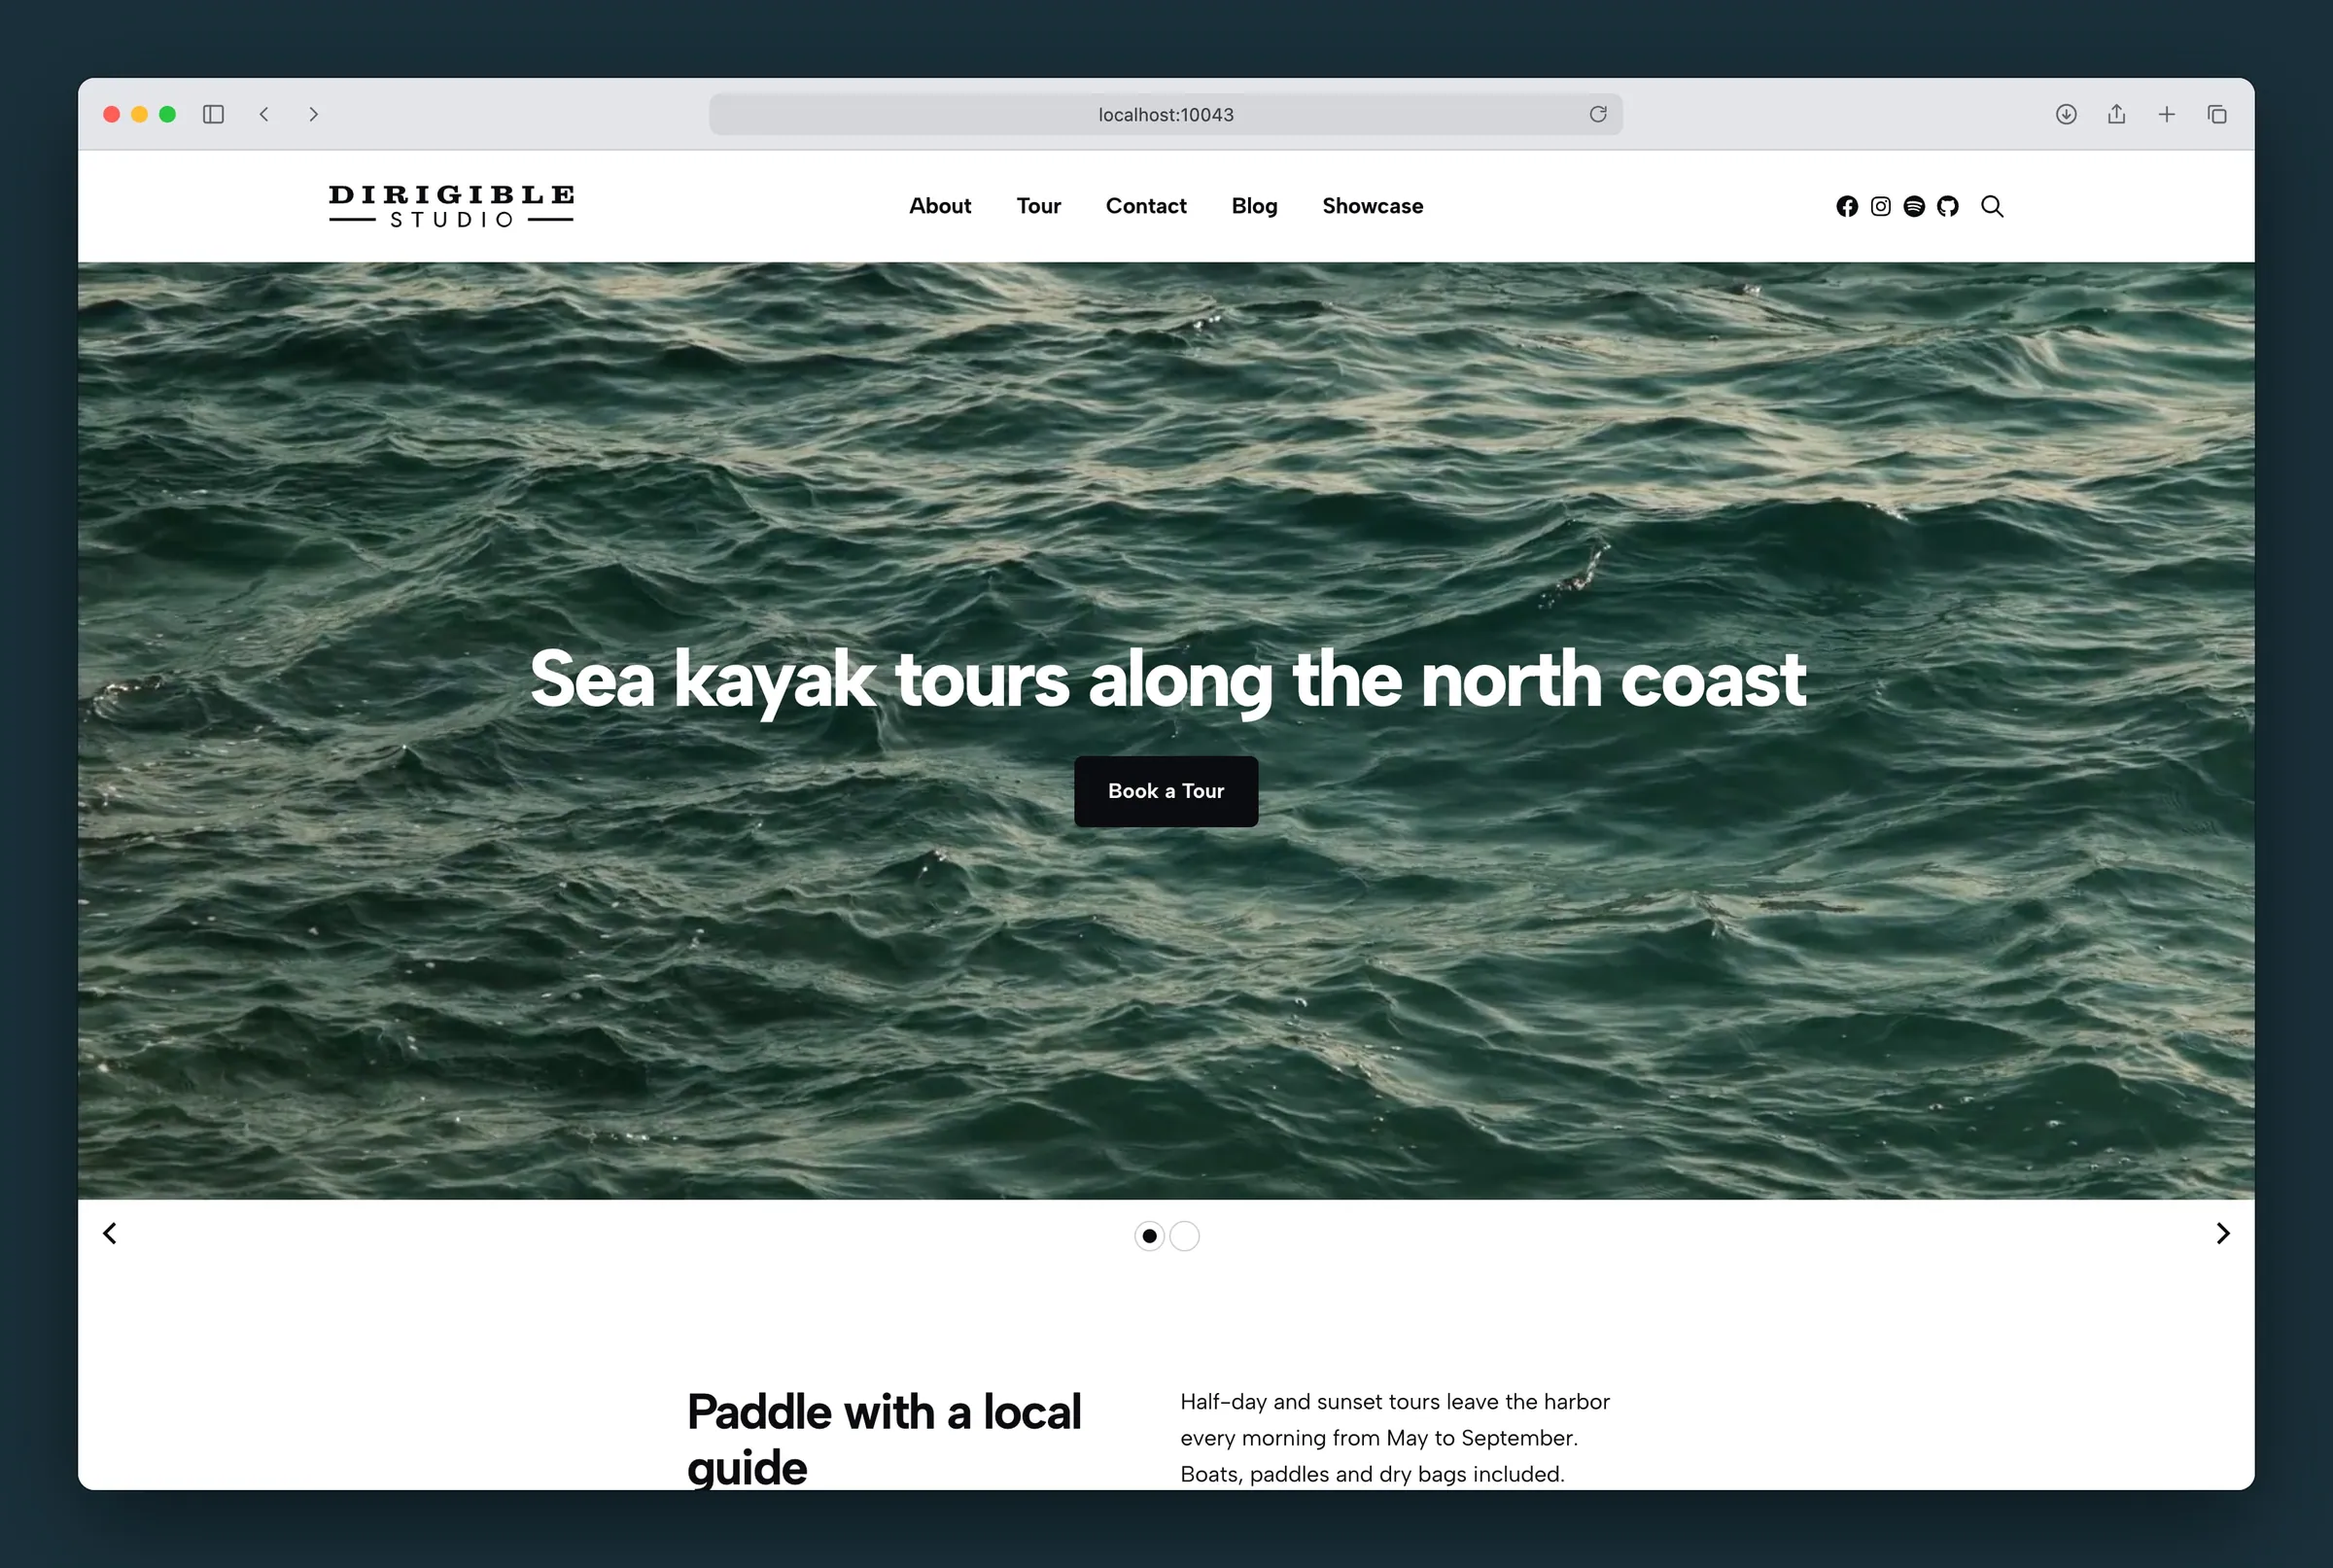 localhost:10043
DIRIGIBLE
STUDIO
About Tour Contact Blog Showcase
Sea kayak tours along the north coast
Book a Tour
Paddle with a local
guide
Half-day and sunset tours leave the harbor
every morning from May to September.
Boats, paddles and dry bags included.